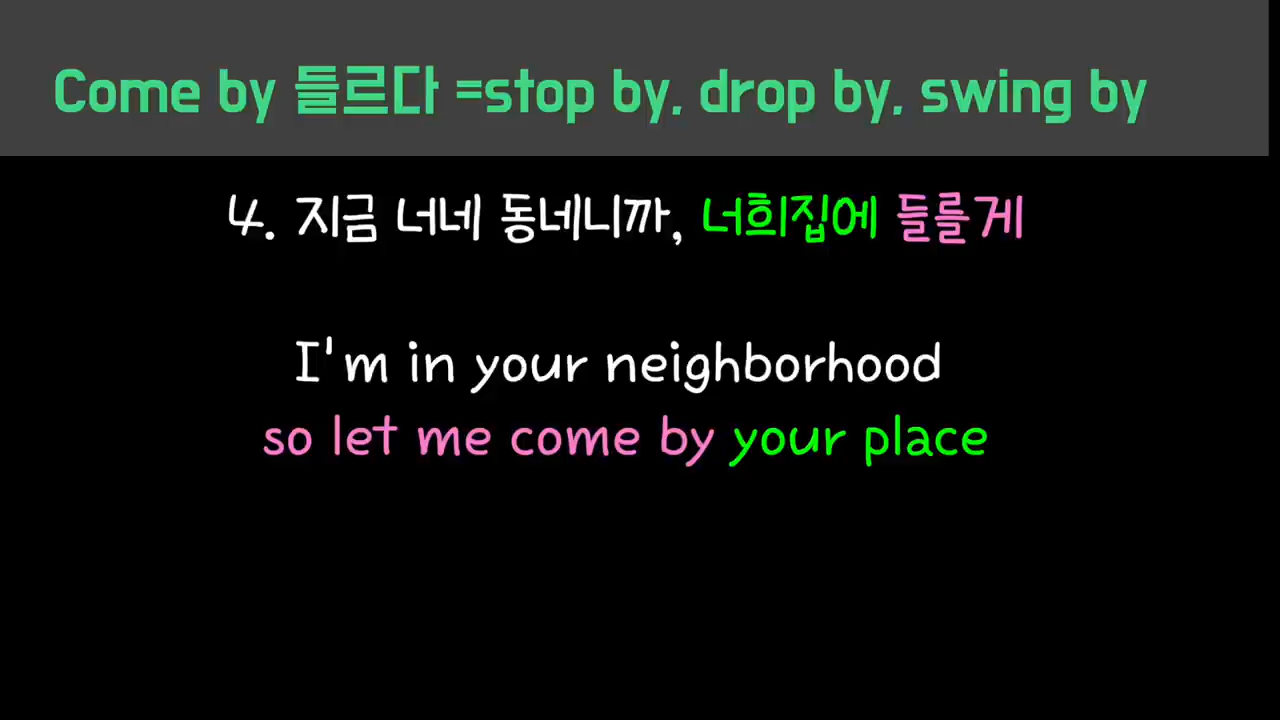 Come by 들르다 =stop by, drop by, swing by
4. 지금 너네 동네니까, 너희집에 들를게
I'm in your neighborhood
so let me come by your place